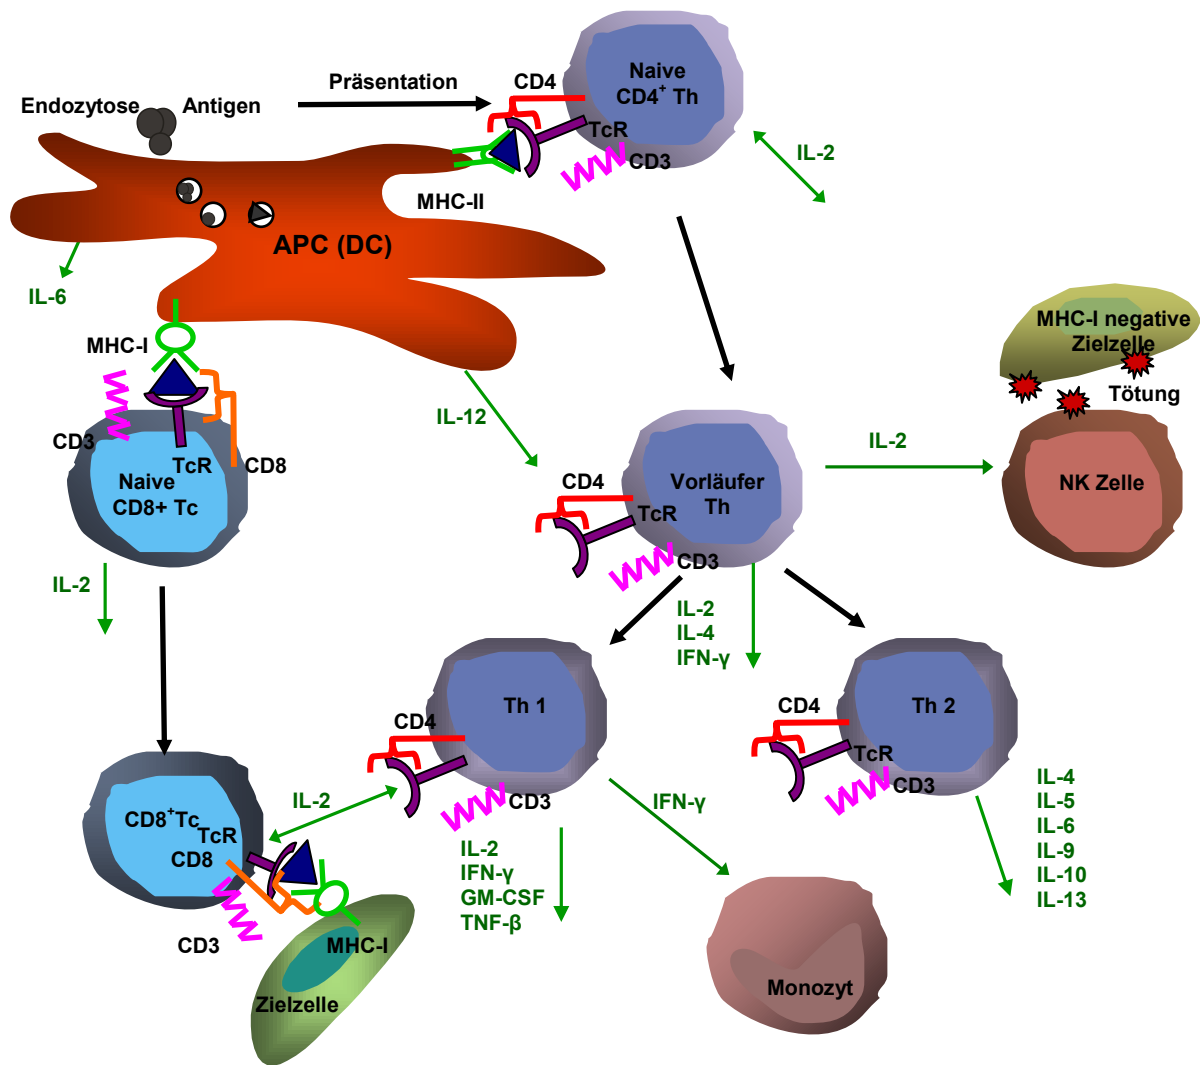 Präsentation
Endozytose
Antigen
CD4
Naive
CD4⁺ Th
TcR
CD3
IL-2
MHC-II
APC (DC)
IL-6
MHC-I
CD3
TcR
CD8
Naive
CD8+ Tc
IL-12
IL-2
MHC-I negative
Zielzelle
Tötung
NK Zelle
IL-2
CD4
Vorläufer
Th
TcR
CD3
IL-2
IL-4
IFN-γ
Th 1
CD4
CD3
IL-2
IFN-γ
GM-CSF
TNF-β
IFN-γ
Th 2
CD4
TcR
CD3
IL-4
IL-5
IL-6
IL-9
IL-10
IL-13
IL-2
CD8⁺Tc
TcR
CD8
CD3
MHC-I
Zielzelle
Monozyt